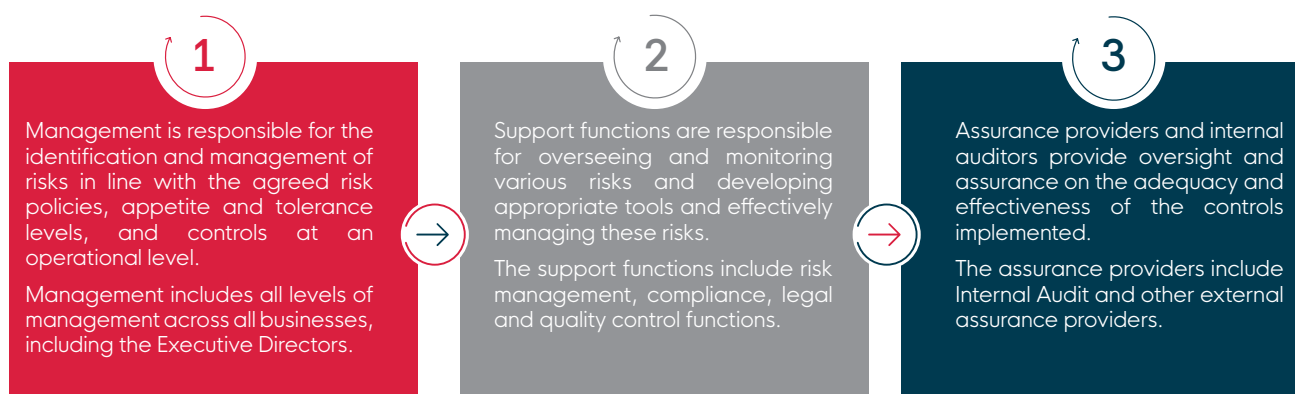 1
Management is responsible for the
identification and management of
risks in line with the agreed risk
policies, appetite and tolerance
levels, and controls at an
operational level.
Management includes all levels of
management across all businesses,
including the Executive Directors.
2
Support functions are responsible
for overseeing and monitoring
various risks and developing
appropriate tools and effectively
managing these risks.
The support functions include risk
management, compliance, legal
and quality control functions.
3
Assurance providers and internal
auditors provide oversight and
assurance on the adequacy and
effectiveness of the controls
implemented.
The assurance providers include
Internal Audit and other external
assurance providers.